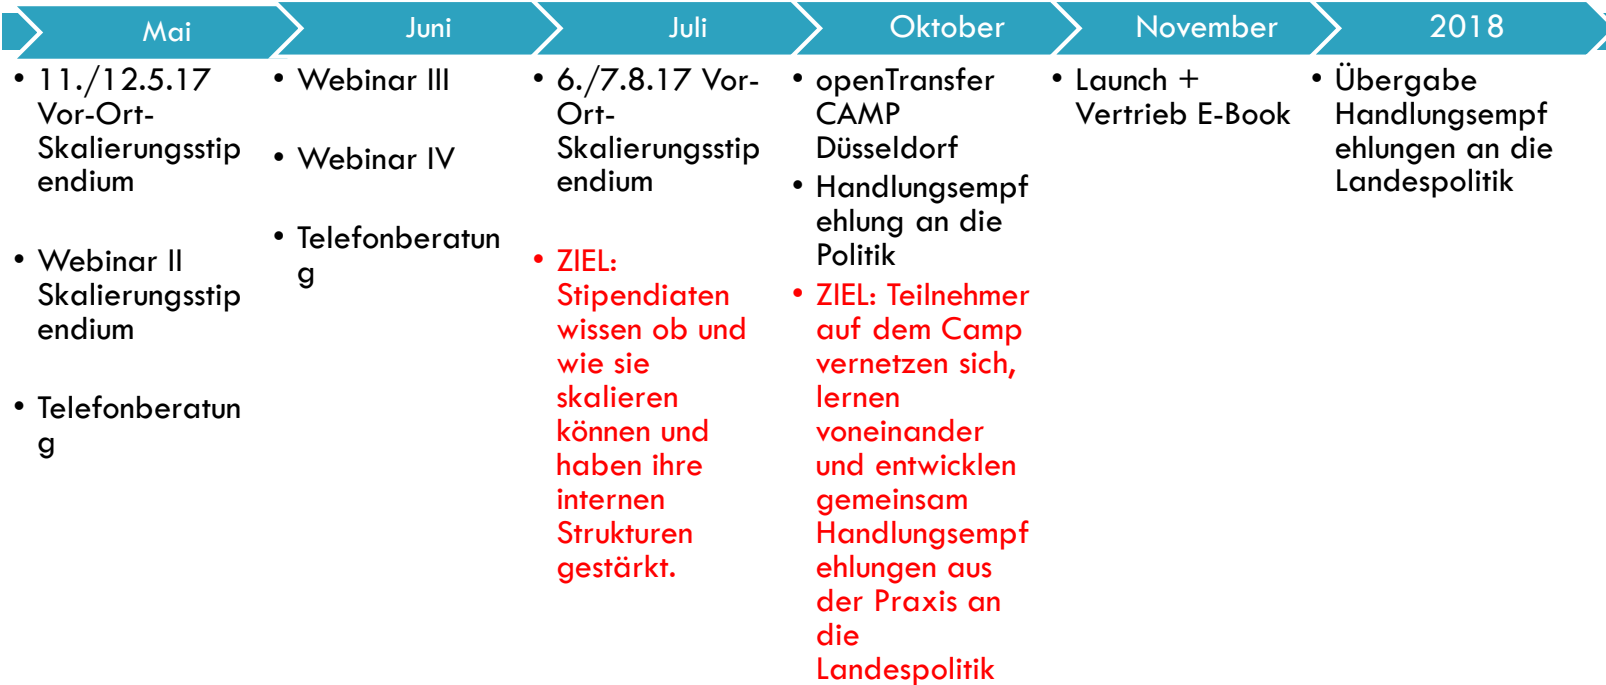 Mai
Juni
Juli
Oktober
November
2018
• 11./12.5.17
Vor-Ort-
Skalierungsstip
endium
• Webinar II
Skalierungsstip
endium
• Telefonberatun
g
• Webinar III
• Webinar IV
• Telefonberatun
g
• 6./7.8.17 Vor-
Ort-
Skalierungsstip
endium
• ZIEL:
Stipendiaten
wissen ob und
wie sie
skalieren
können und
haben ihre
internen
Strukturen
gestärkt.
• openTransfer
CAMP
Düsseldorf
• Handlungsempf
ehlung an die
Politik
• ZIEL: Teilnehmer
auf dem Camp
vernetzen sich,
lernen
voneinander
und entwicklen
gemeinsam
Handlungsempf
ehlungen aus
der Praxis an
die
Landespolitik
• Launch +
Vertrieb E-Book
• Übergabe
Handlungsempf
ehlungen an die
Landespolitik